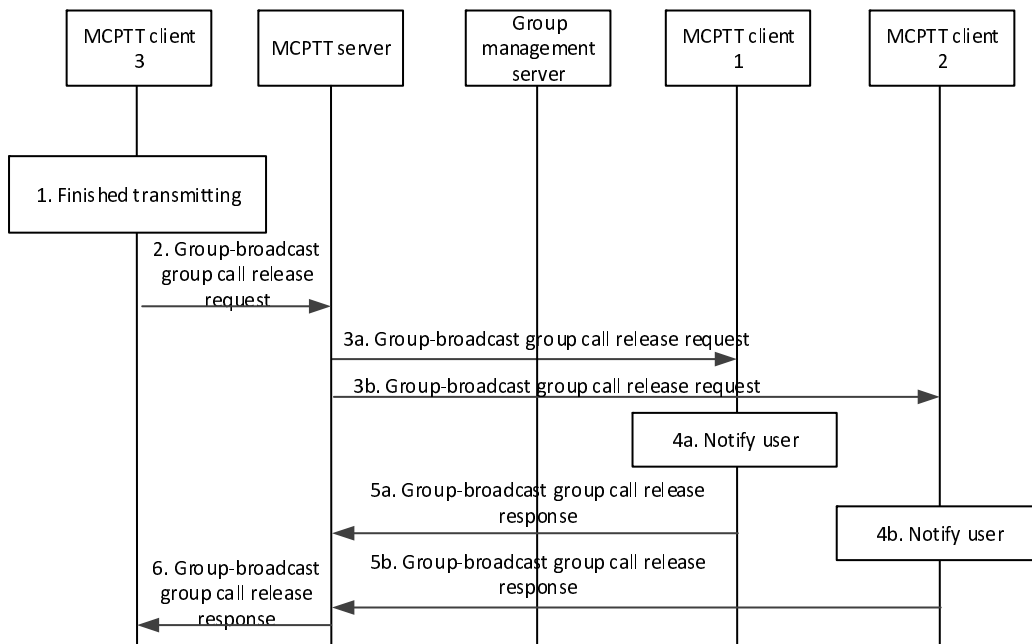 MCPTT client
3
MCPTT server
Group
management
server
MCPTT client
1
MCPTT client
2
1. Finished transmitting
2. Group-broadcast
group call release
request
3a. Group-broadcast group call release request
3b. Group-broadcast group call release request
4a. Notify user
5a. Group-broadcast group call release
response
4b. Notify user
5b. Group-broadcast group call release
response
6. Group-broadcast
group call release
response